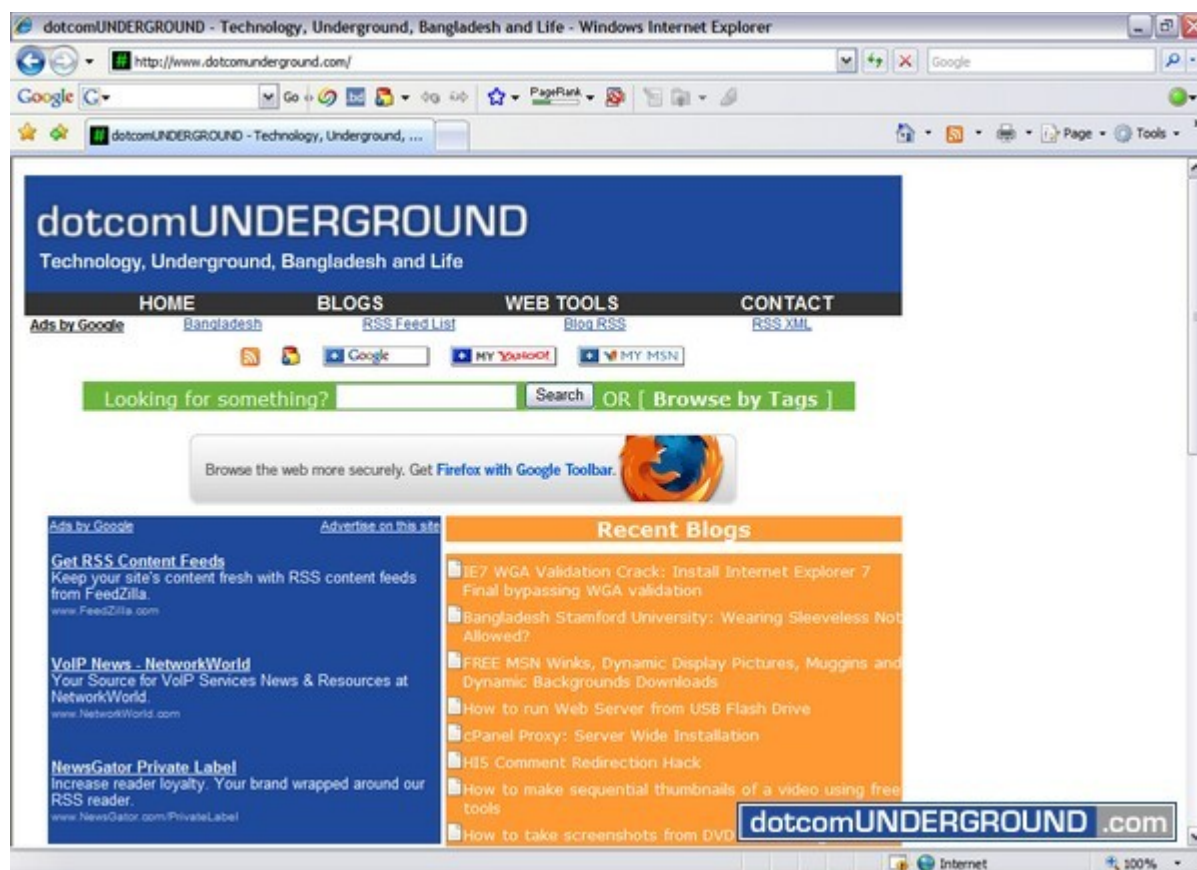 dotcomUNDERGROUND - Technology, Underground, Bangladesh and Life - Windows Internet Explorer
http://www.dotcomunderground.com/
Google
Google G Go bd PageRank
dotcomUNDERGROUND - Technology, Underground, ...
Page Tools
dotcomUNDERGROUND
Technology, Underground, Bangladesh and Life
HOME BLOGS WEB TOOLS CONTACT
Ads by Google Bangladesh RSS Feed List Blog RSS RSS XML
Google MY YAHOO! MY MSN
Looking for something? Search OR [ Browse by Tags ]
Browse the web more securely. Get Firefox with Google Toolbar.
Ads by Google Advertise on this site
Get RSS Content Feeds
Keep your site's content fresh with RSS content feeds
from FeedZilla.
www.FeedZilla.com
VoIP News - NetworkWorld
Your Source for VoIP Services News & Resources at
NetworkWorld.
www.NetworkWorld.com
NewsGator Private Label
Increase reader loyalty. Your brand wrapped around our
RSS reader.
www.NewsGator.com/PrivateLabel
Recent Blogs
IE7 WGA Validation Crack: Install Internet Explorer 7
Final bypassing WGA validation
Bangladesh Stamford University: Wearing Sleeveless Not
Allowed?
FREE MSN Winks, Dynamic Display Pictures, Muggins and
Dynamic Backgrounds Downloads
How to run Web Server from USB Flash Drive
cPanel Proxy: Server Wide Installation
HI5 Comment Redirection Hack
How to make sequential thumbnails of a video using free
tools
How to take screenshots from DVD
dotcomUNDERGROUND .com
Internet 100%